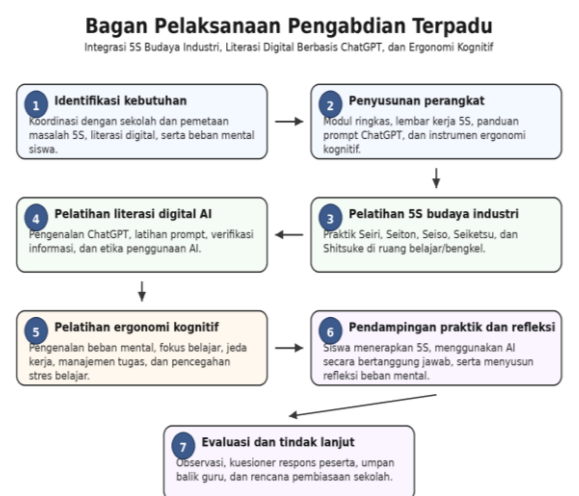 Bagan Pelaksanaan Pengabdian Terpadu
Integrasi 5S Budaya Industri, Literasi Digital Berbasis ChatGPT, dan Ergonomi Kognitif
1 Identifikasi kebutuhan
Koordinasi dengan sekolah dan pemetaan
masalah 5S, literasi digital, serta beban mental
siswa.
2 Penyusunan perangkat
Modul ringkas, lembar kerja 5S, panduan
prompt ChatGPT, dan instrumen ergonomi
kognitif.
3 Pelatihan 5S budaya industri
Praktik Seiri, Seiton, Seiso, Seiketsu, dan
Shitsuke di ruang belajar/bengkel.
4 Pelatihan literasi digital AI
Pengenalan ChatGPT, latihan prompt, verifikasi
informasi, dan etika penggunaan AI.
5 Pelatihan ergonomi kognitif
Pengenalan beban mental, fokus belajar, jeda
kerja, manajemen tugas, dan pencegahan
stres belajar.
6 Pendampingan praktik dan refleksi
Siswa menerapkan 5S, menggunakan AI
secara bertanggung jawab, serta menyusun
refleksi beban mental.
7 Evaluasi dan tindak lanjut
Observasi, kuesioner respons peserta, umpan
balik guru, dan rencana pembiasaan sekolah.